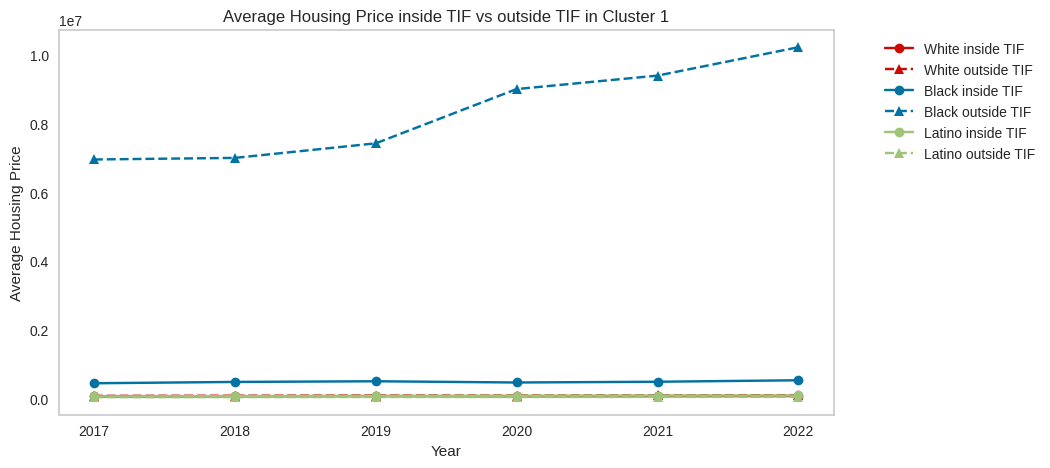 Average Housing Price inside TIF vs outside TIF in Cluster 1
1e7
1.0
0.8
0.6
0.4
0.2
0.0
Average Housing Price
2017 2018 2019 2020 2021 2022
Year
White inside TIF
White outside TIF
Black inside TIF
Black outside TIF
Latino inside TIF
Latino outside TIF